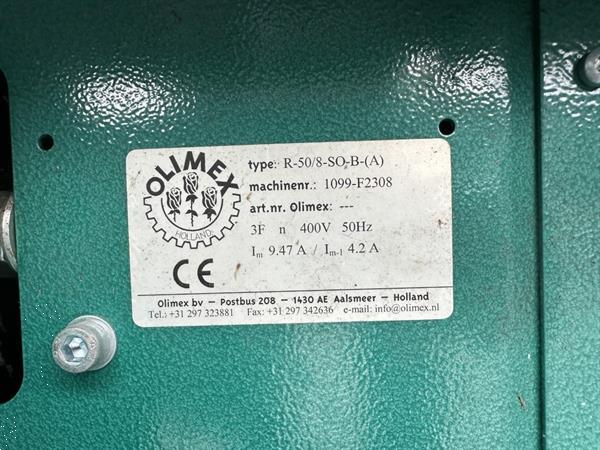 OLIMEX
HOLLAND
CE
type: R-50/8-SO-B-(A)
machinenr.: 1099-F2308
art.nr. Olimex: ---
3F n 400V 50Hz
Im 9.47 A / Im-1 4.2 A
Olimex bv – Postbus 208 – 1430 AE Aalsmeer – Holland
Tel.: +31 297 323881 Fax: +31 297 342636 e-mail: info@olimex.nl